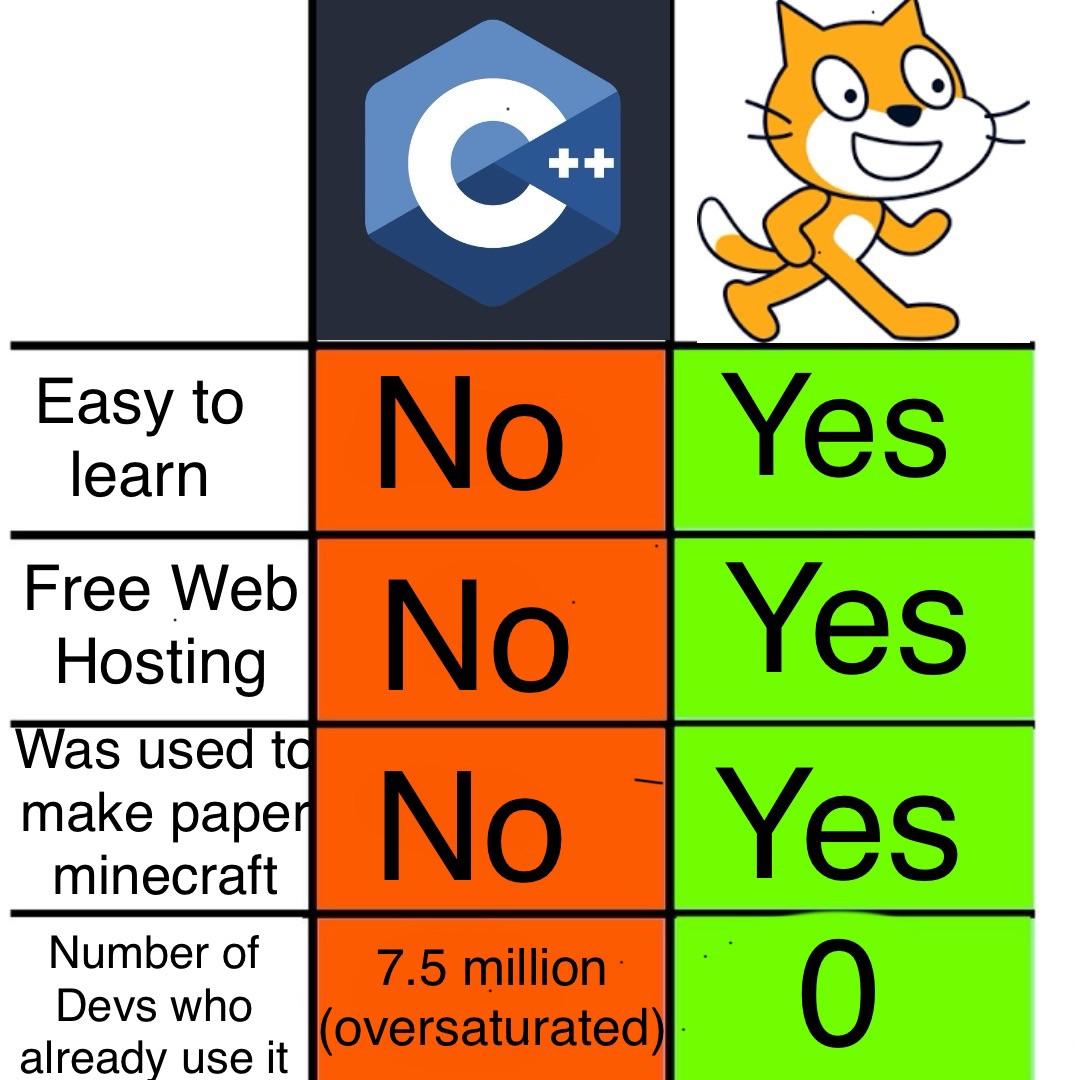 C++
Easy to
learn
No
Yes
Free Web
Hosting
No
Yes
Was used to
make paper
minecraft
No
Yes
Number of
Devs who
already use it
7.5 million
(oversaturated)
0